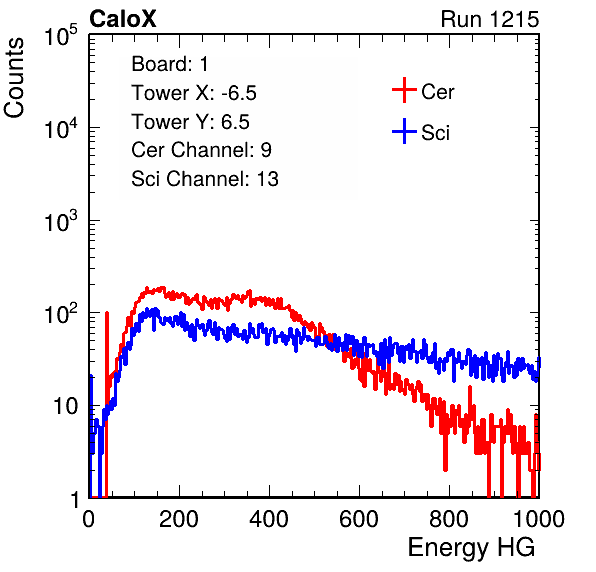 CaloX
Run 1215
Counts
Board: 1
Tower X: -6.5
Tower Y: 6.5
Cer Channel: 9
Sci Channel: 13
Cer
Sci
10^5
10^4
10^3
10^2
10
1
0 200 400 600 800 1000
Energy HG